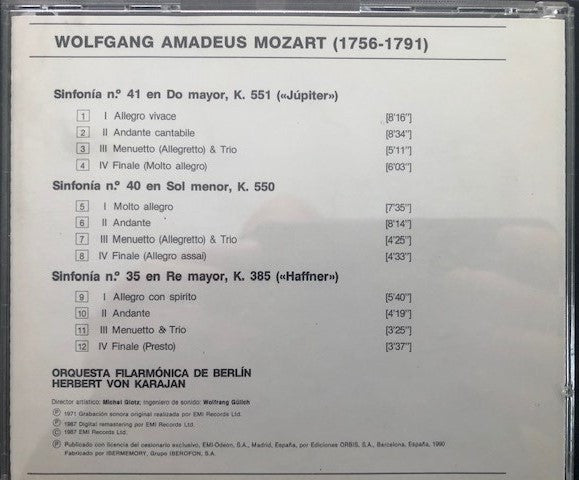 WOLFGANG AMADEUS MOZART (1756-1791)
Sinfonía n.º 41 en Do mayor, K. 551 («Júpiter»)
1 I Allegro vivace [8'16"]
2 II Andante cantabile [8'34"]
3 III Menuetto (Allegretto) & Trio [5'11"]
4 IV Finale (Molto allegro) [6'03"]
Sinfonía n.º 40 en Sol menor, K. 550
5 I Molto allegro [7'35"]
6 II Andante [8'14"]
7 III Menuetto (Allegretto) & Trio [4'25"]
8 IV Finale (Allegro assai) [4'33"]
Sinfonía n.º 35 en Re mayor, K. 385 («Haffner»)
9 I Allegro con spirito [5'40"]
10 II Andante [4'19"]
11 III Menuetto & Trio [3'25"]
12 IV Finale (Presto) [3'37"]
ORQUESTA FILARMÓNICA DE BERLÍN
HERBERT VON KARAJAN
Director artístico: Michel Glotz; ingeniero de sonido: Wolfgang Gülich
Ⓟ 1971 Grabación sonora original realizada por EMI Records Ltd.
Ⓟ 1987 Digital remastering por EMI Records Ltd.
© 1987 EMI Records Ltd.
Ⓟ Publicado con licencia del cesionario exclusivo, EMI-Odeón, S.A., Madrid, España, por Ediciones ORBIS, S.A., Barcelona, España, 1990
Fabricado por IBERMEMORY, Grupo IBEROFON, S.A.